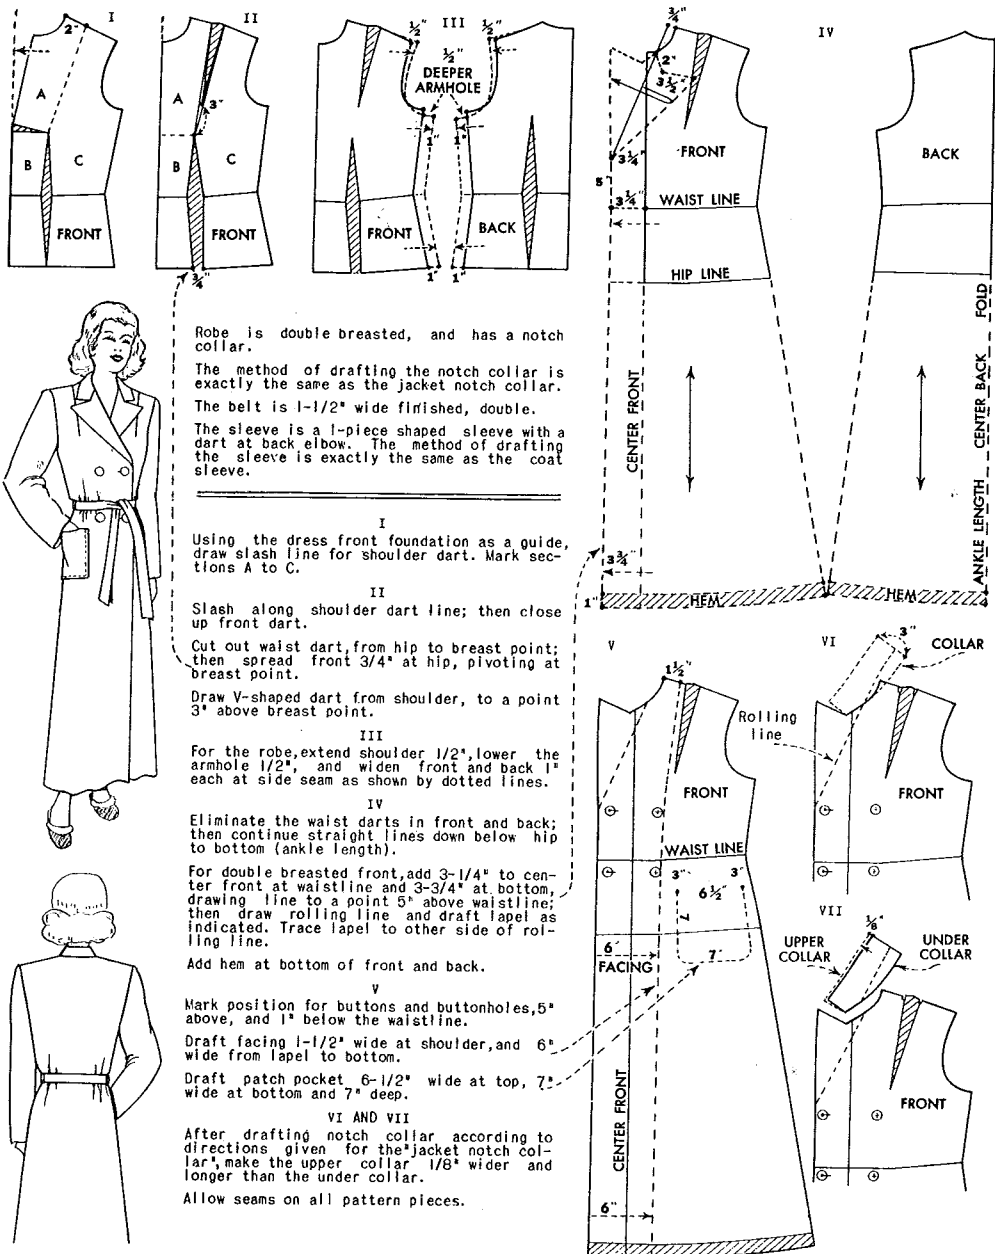 I
2"
A
B
C
FRONT
II
A
3"
B
C
FRONT
3/4"
III
1/2"
1/2"
1/2"
DEEPER
ARMHOLE
1"
1"
FRONT
BACK
1"
1"
IV
3/4"
2"
3 1/2"
3 1/4"
FRONT
5"
3 1/4"
WAIST LINE
HIP LINE
CENTER FRONT
3 3/4"
1"
HEM
BACK
FOLD
CENTER BACK
ANKLE LENGTH
HEM
Robe is double breasted, and has a notch
collar.
The method of drafting the notch collar is
exactly the same as the jacket notch collar.
The belt is 1-1/2" wide finished, double.
The sleeve is a 1-piece shaped sleeve with a
dart at back elbow. The method of drafting
the sleeve is exactly the same as the coat
sleeve.
I
Using the dress front foundation as a guide,
draw slash line for shoulder dart. Mark sec-
tions A to C.
II
Slash along shoulder dart line; then close
up front dart.
Cut out waist dart, from hip to breast point;
then spread front 3/4" at hip, pivoting at
breast point.
Draw V-shaped dart from shoulder, to a point
3" above breast point.
III
For the robe, extend shoulder 1/2", lower the
armhole 1/2", and widen front and back 1"
each at side seam as shown by dotted lines.
IV
Eliminate the waist darts in front and back;
then continue straight lines down below hip
to bottom (ankle length).
For double breasted front, add 3-1/4" to cen-
ter front at waistline and 3-3/4" at bottom,
drawing line to a point 5" above waistline;
then draw rolling line and draft lapel as
indicated. Trace lapel to other side of rol-
ling line.
Add hem at bottom of front and back.
V
Mark position for buttons and buttonholes, 5"
above, and 1" below the waistline.
Draft facing 1-1/2" wide at shoulder, and 6"
wide from lapel to bottom.
Draft patch pocket 6-1/2" wide at top, 7"
wide at bottom and 7" deep.
VI AND VII
After drafting notch collar according to
directions given for the "jacket notch col-
lar", make the upper collar 1/8" wider and
longer than the under collar.
Allow seams on all pattern pieces.
V
1 1/2"
FRONT
WAIST LINE
3"
3"
6 1/2"
7"
7"
6"
FACING
CENTER FRONT
6"
VI
3"
COLLAR
Rolling
line
FRONT
VII
1/8"
UPPER
COLLAR
UNDER
COLLAR
FRONT